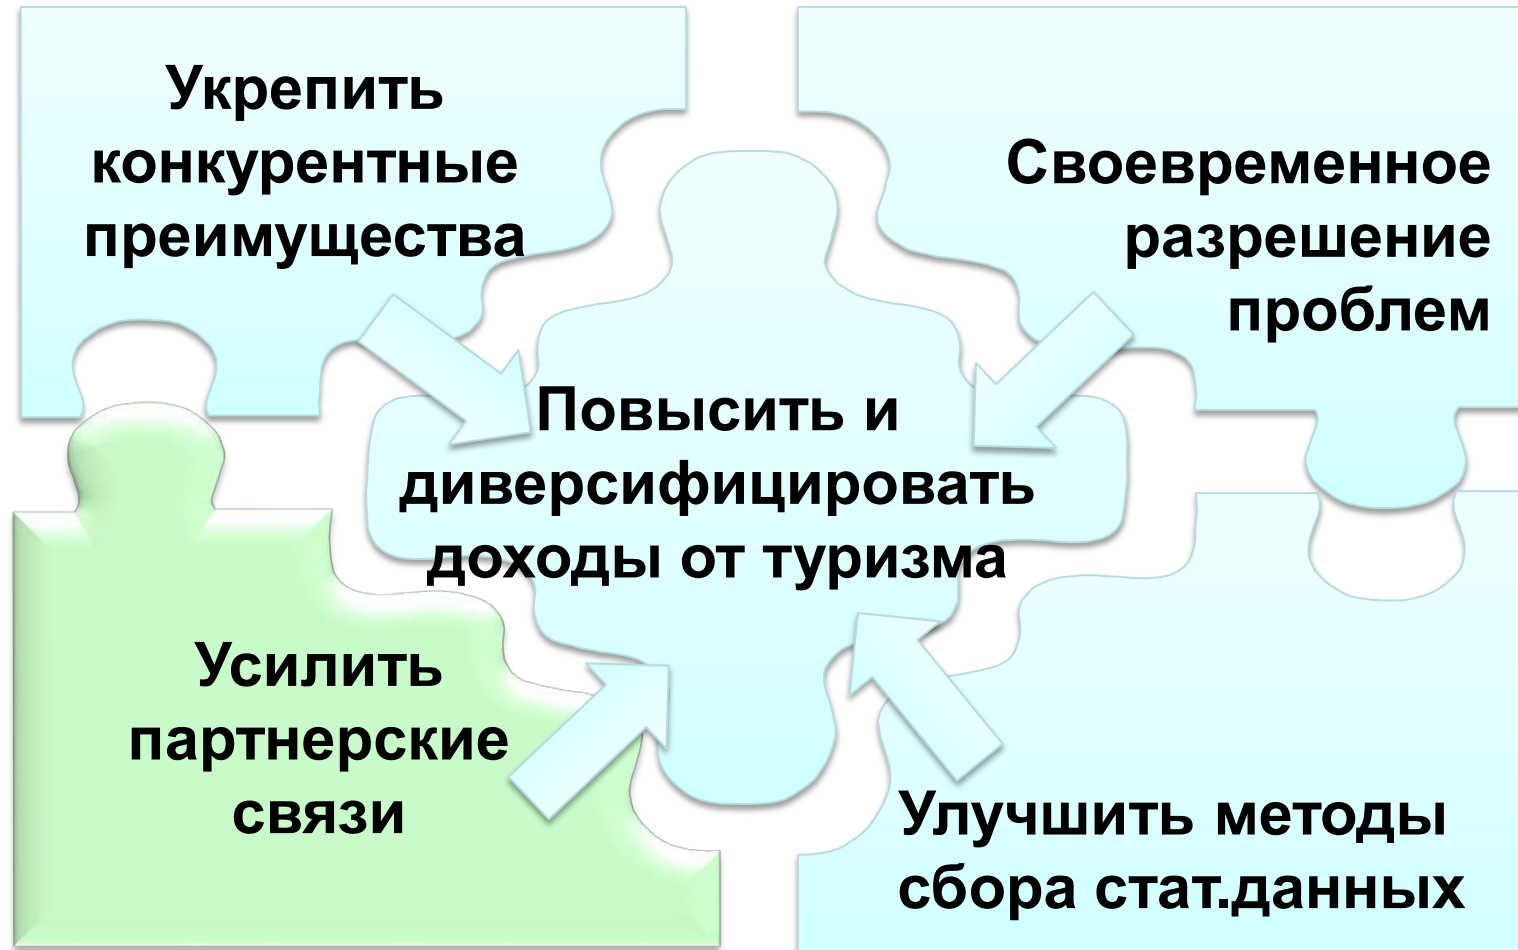 Укрепить
конкурентные
преимущества
Своевременное
разрешение
проблем
Повысить и
диверсифицировать
доходы от туризма
Усилить
партнерские
связи
Улучшить методы
сбора стат.данных